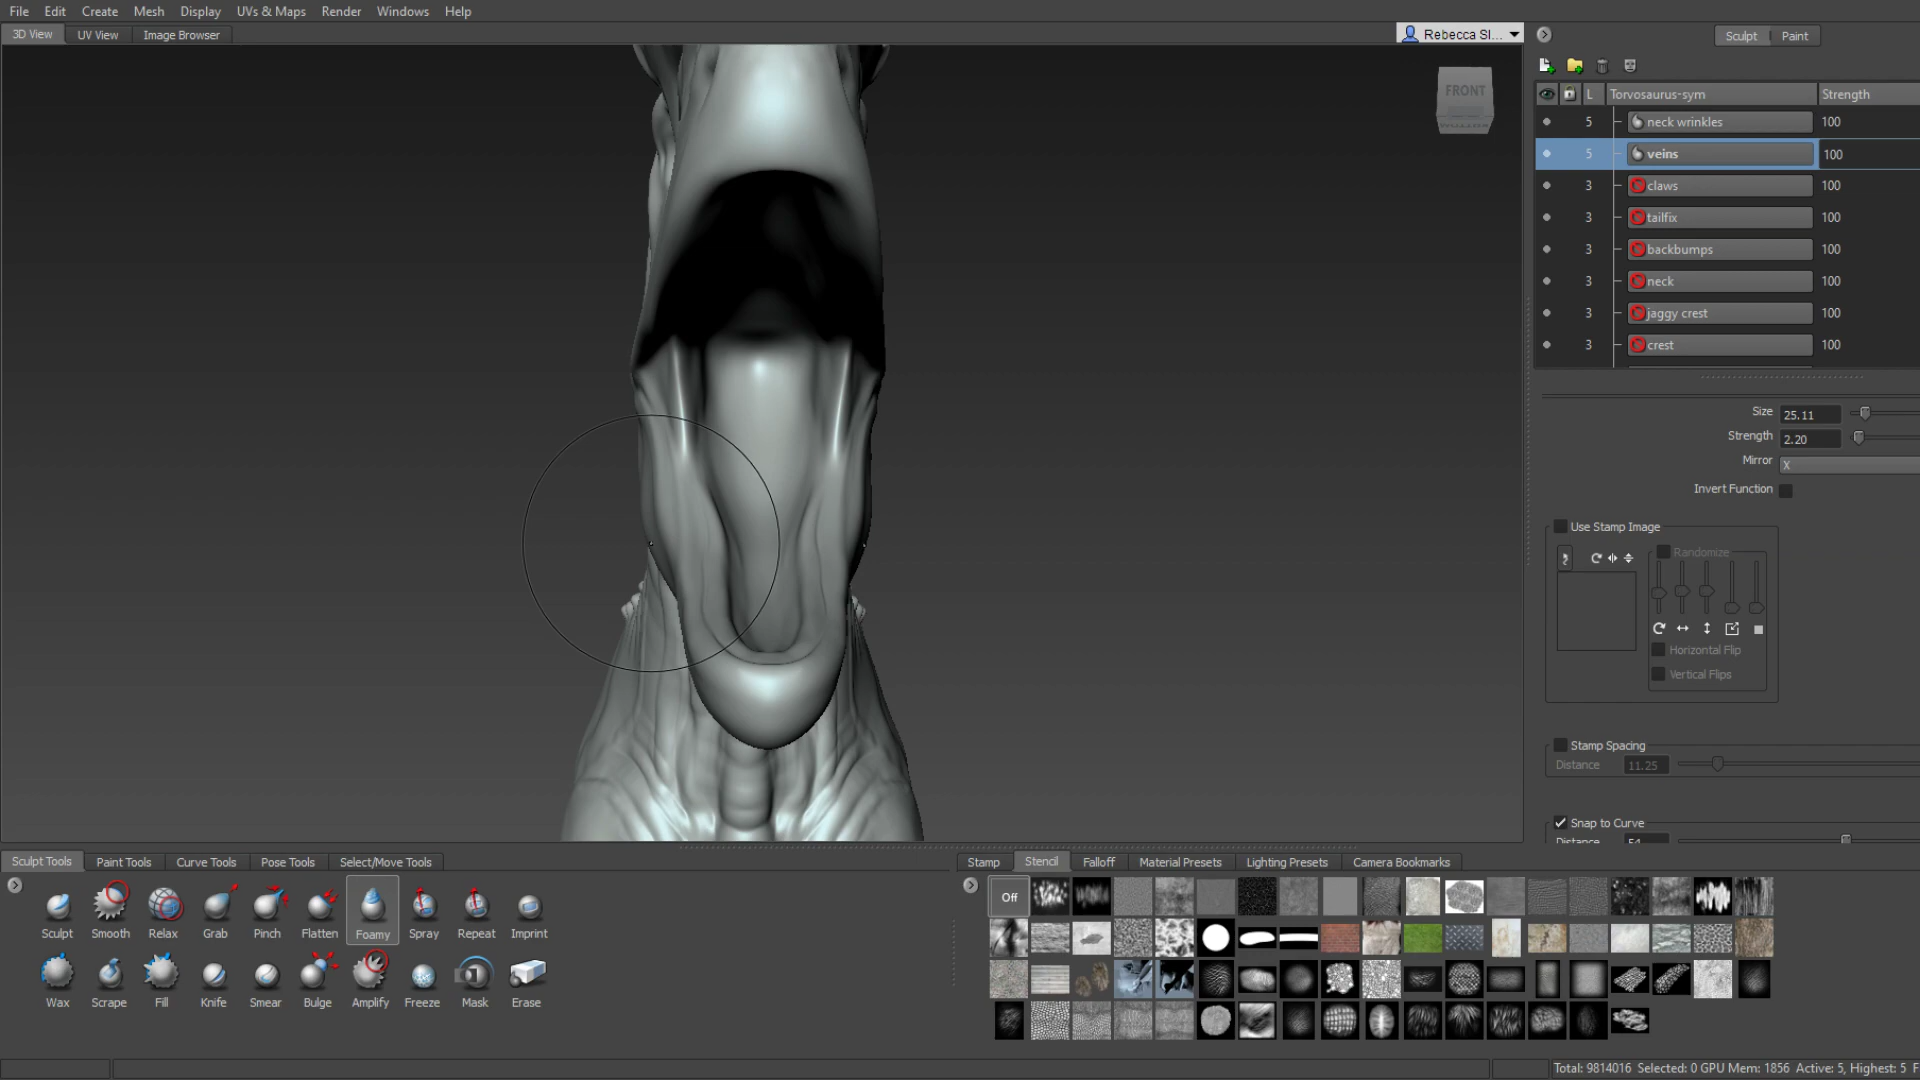 File Edit Create Mesh Display UVs & Maps Render Windows Help
3D View UV View Image Browser
Rebecca Sl...
Sculpt Paint
FRONT
L Torvosaurus-sym Strength
5 neck wrinkles 100
5 veins 100
3 claws 100
3 tailfix 100
3 backbumps 100
3 neck 100
3 jaggy crest 100
3 crest 100
Size 25.11
Strength 2.20
Mirror X
Invert Function
Use Stamp Image
Randomize
Horizontal Flip
Vertical Flips
Stamp Spacing
Distance 11.25
Snap to Curve
Distance 54
Sculpt Tools Paint Tools Curve Tools Pose Tools Select/Move Tools
Sculpt Smooth Relax Grab Pinch Flatten Foamy Spray Repeat Imprint
Wax Scrape Fill Knife Smear Bulge Amplify Freeze Mask Erase
Stamp Stencil Falloff Material Presets Lighting Presets Camera Bookmarks
Off
Total: 9814016 Selected: 0 GPU Mem: 1856 Active: 5, Highest: 5 F